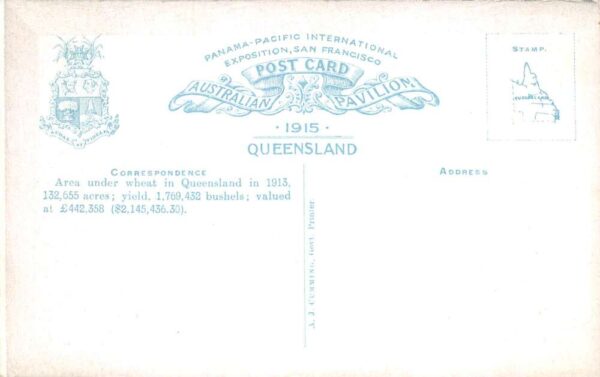 PANAMA-PACIFIC INTERNATIONAL
EXPOSITION, SAN FRANCISCO
POST CARD
AUSTRALIAN PAVILION.
· 1915 ·
QUEENSLAND
STAMP.
QUEENSLAND
CORRESPONDENCE
ADDRESS
Area under wheat in Queensland in 1913,
132,655 acres; yield, 1,769,432 bushels; valued
at £442,358 ($2,145,436.30).
A. J. CUMMING, Govt. Printer